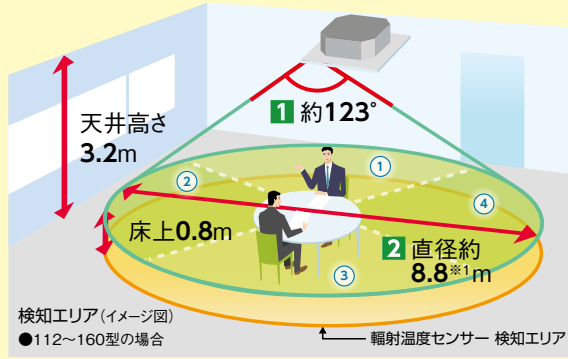 1 約123°
天井高さ
3.2m
①
②
④
床上0.8m
2 直径約
8.8※1m
③
検知エリア(イメージ図)
●112～160型の場合
輻射温度センサー 検知エリア